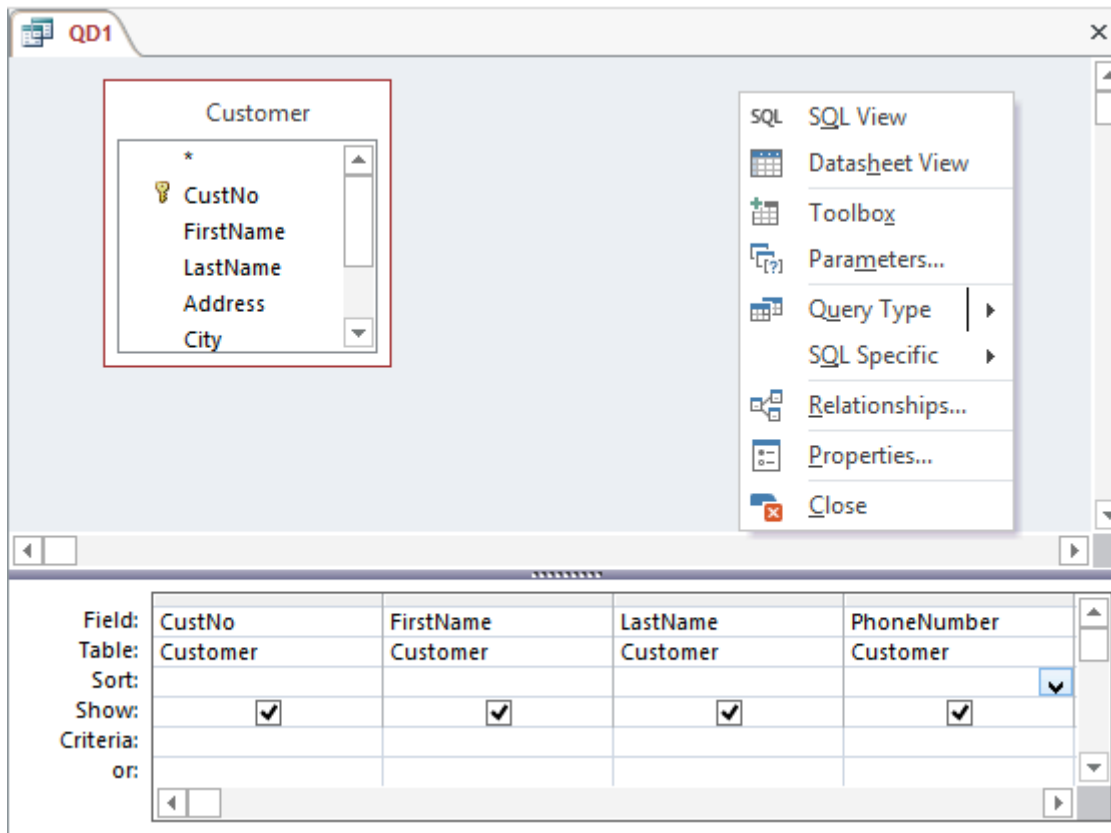 QD1
Customer
*
CustNo
FirstName
LastName
Address
City
SQL SQL View
Datasheet View
Toolbox
Parameters...
Query Type
SQL Specific
Relationships...
Properties...
Close
Field: CustNo FirstName LastName PhoneNumber
Table: Customer Customer Customer Customer
Sort:
Show:
Criteria:
or: